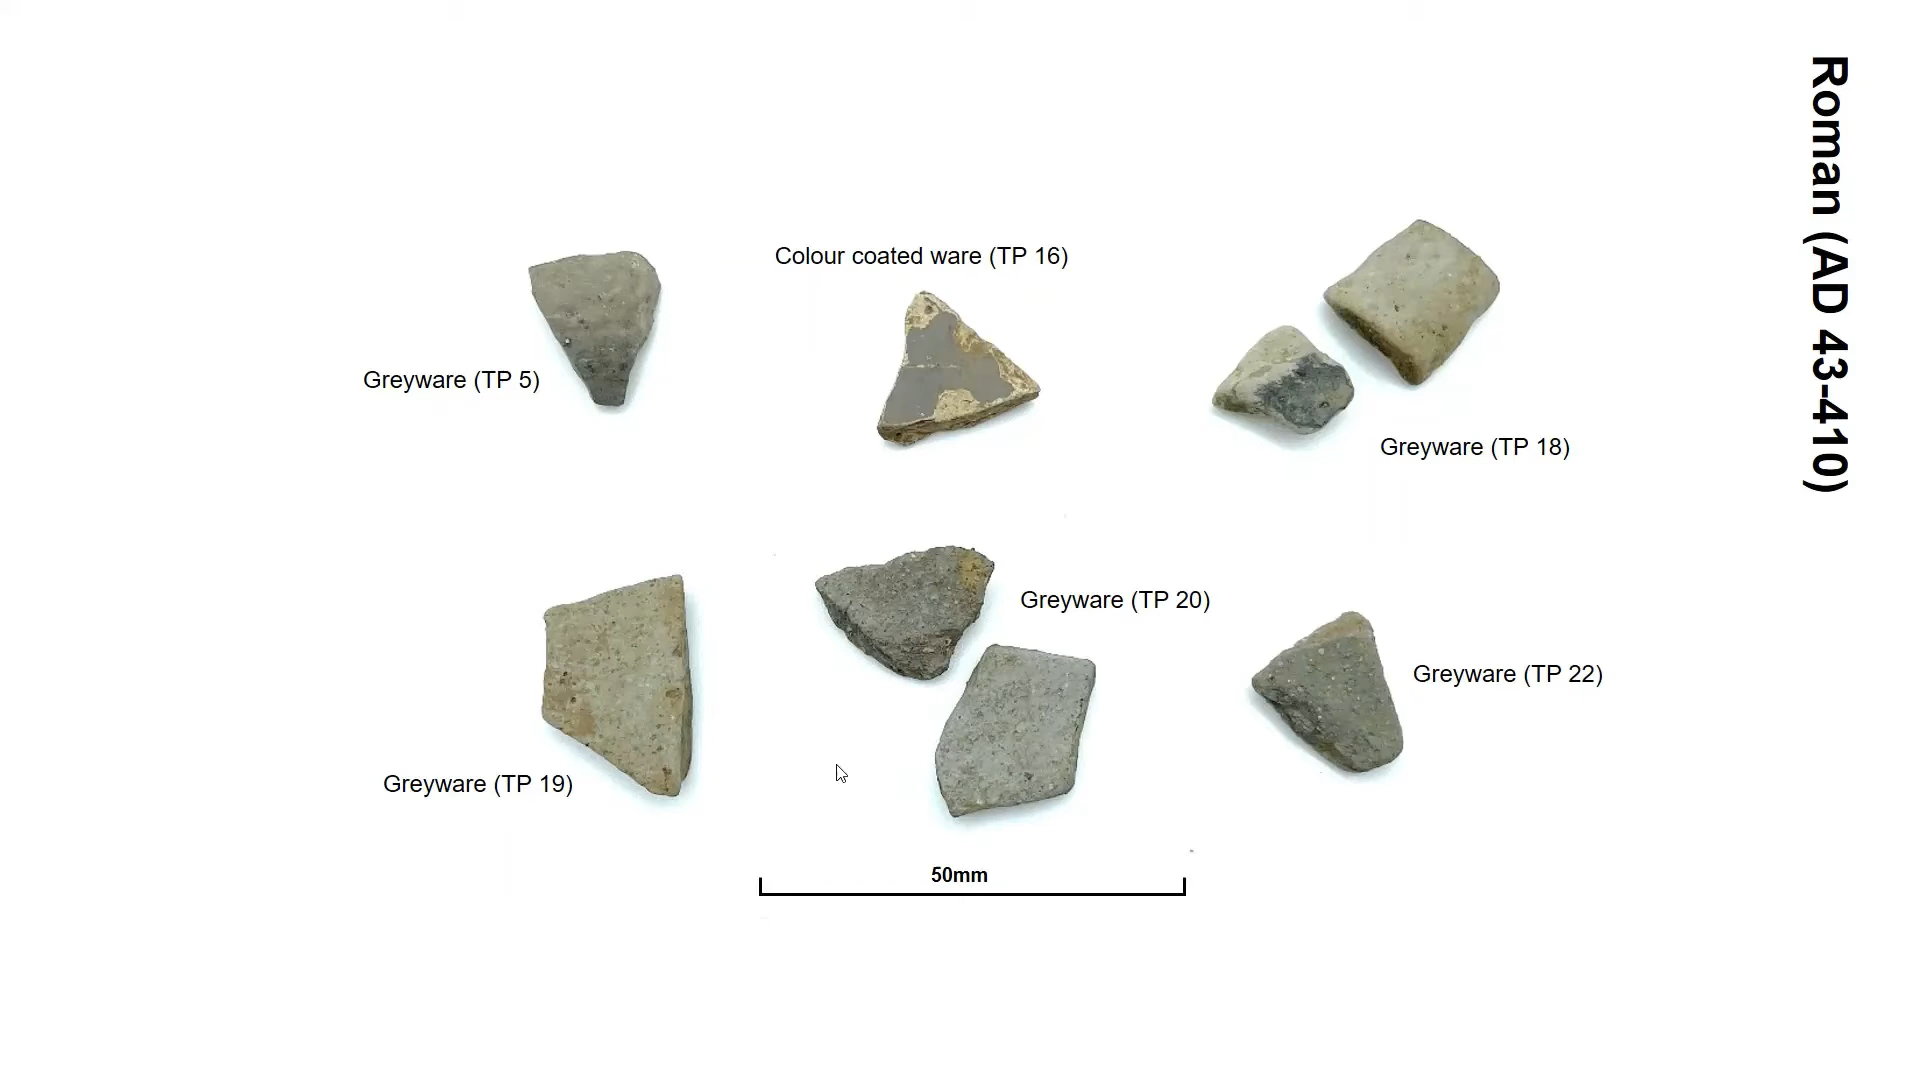 Roman (AD 43-410)
Colour coated ware (TP 16)
Greyware (TP 5)
Greyware (TP 18)
Greyware (TP 20)
Greyware (TP 22)
Greyware (TP 19)
50mm